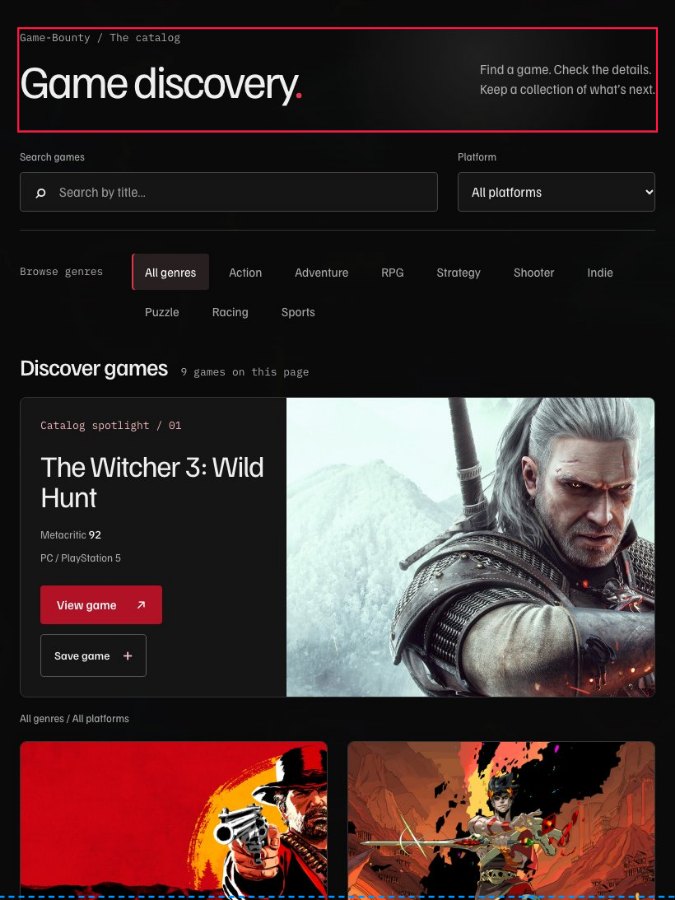 Game-Bounty / The catalog
Game discovery.
Find a game. Check the details.
Keep a collection of what's next.
Search games
Platform
Search by title...
All platforms
Browse genres
All genres
Action
Adventure
RPG
Strategy
Shooter
Indie
Puzzle
Racing
Sports
Discover games
9 games on this page
Catalog spotlight / 01
The Witcher 3: Wild
Hunt
Metacritic 92
PC / PlayStation 5
View game
Save game
All genres / All platforms